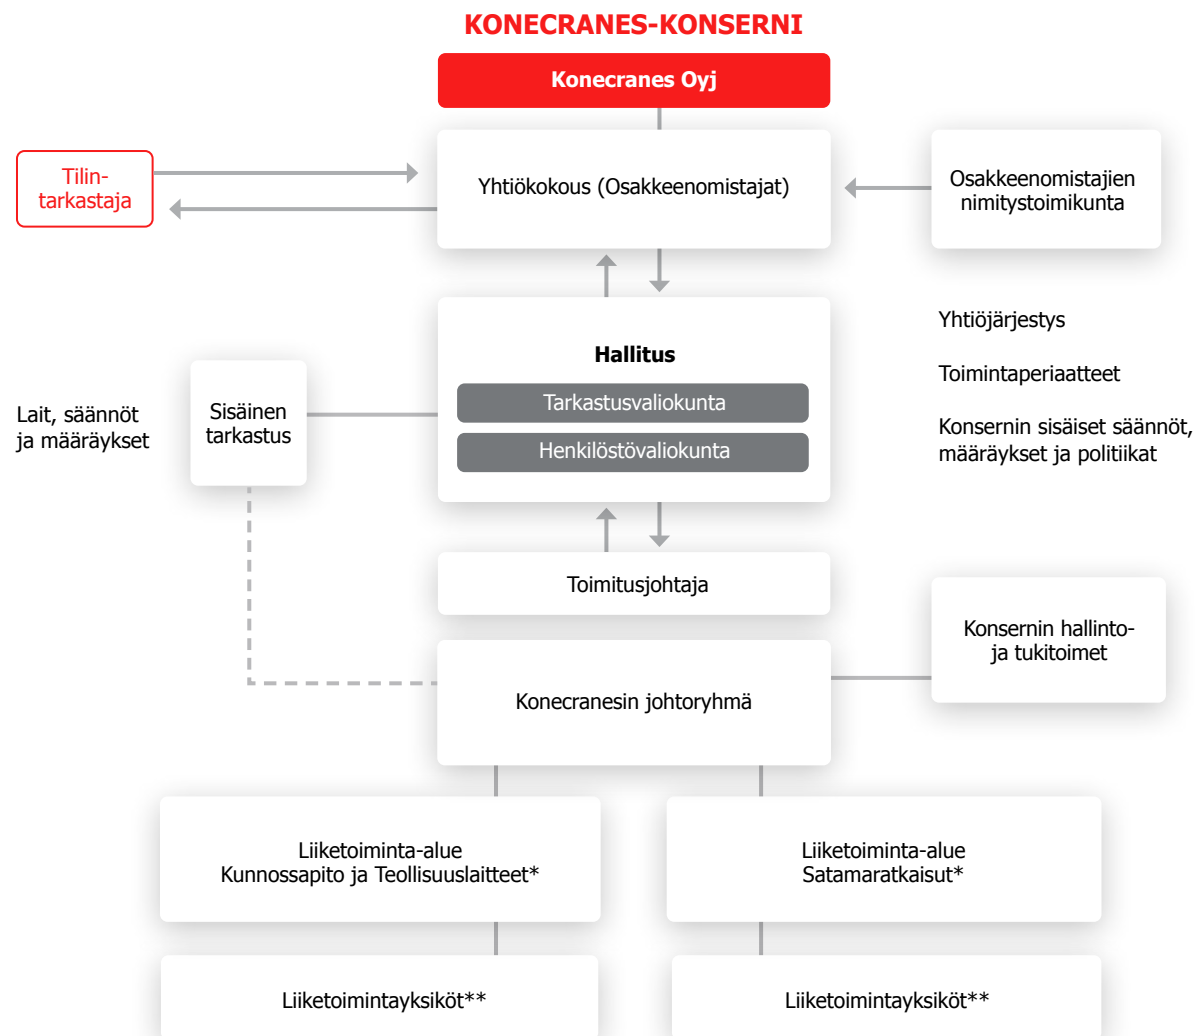 KONECRANES-KONSERNI
Konecranes Oyj
Tilin-
tarkastaja
Yhtiökokous (Osakkeenomistajat)
Osakkeenomistajien
nimitystoimikunta
Lait, säännöt
ja määräykset
Sisäinen
tarkastus
Hallitus
Tarkastusvaliokunta
Henkilöstövaliokunta
Yhtiöjärjestys
Toimintaperiaatteet
Konsernin sisäiset säännöt,
määräykset ja politiikat
Toimitusjohtaja
Konecranesin johtoryhmä
Konsernin hallinto-
ja tukitoimet
Liiketoiminta-alue
Kunnossapito ja Teollisuuslaitteet*
Liiketoiminta-alue
Satamaratkaisut*
Liiketoimintayksiköt**
Liiketoimintayksiköt**